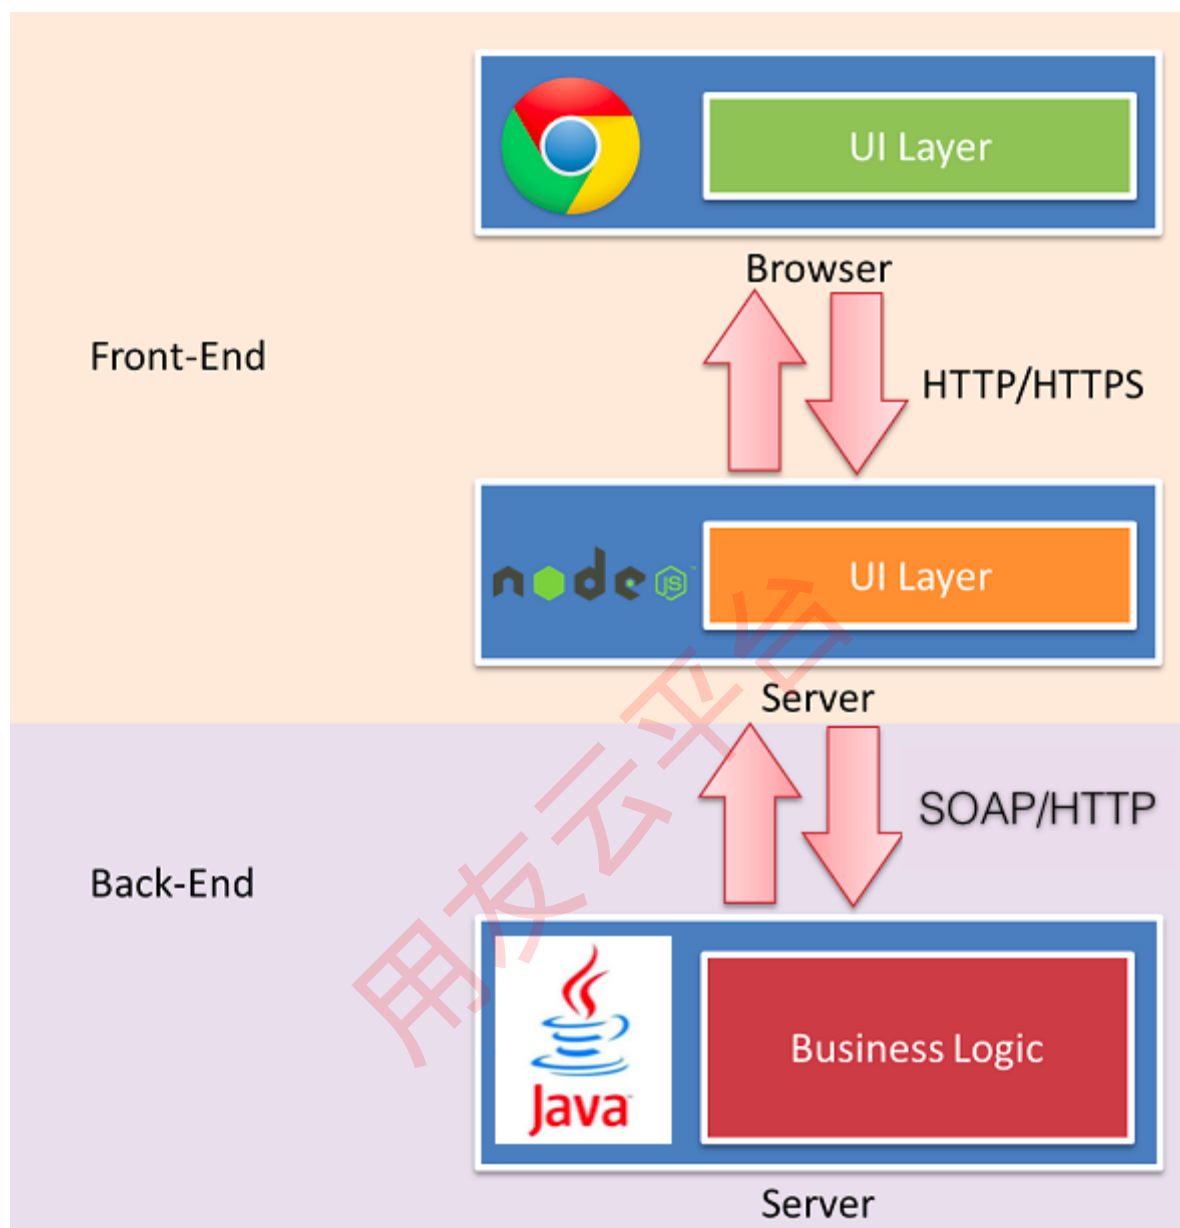 UI Layer
Browser
Front-End
HTTP/HTTPS
node
JS
UI Layer
Server
SOAP/HTTP
Back-End
Java
Business Logic
Server
用友云平台